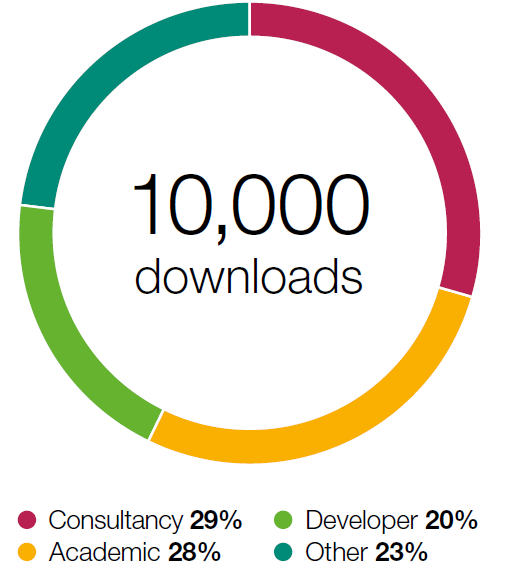 10,000
downloads
Consultancy 29%
Developer 20%
Academic 28%
Other 23%